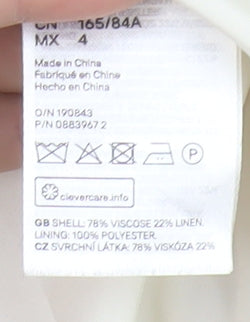 CN 165/84A
MX 4
Made in China
Fabriqué en Chine
Hecho en China
O/N 190843
P/N 0883967 2
P
clevercare.info
GB SHELL: 78% VISCOSE 22% LINEN.
LINING: 100% POLYESTER.
CZ SVRCHNÍ LÁTKA: 78% VISKÓZA 22%